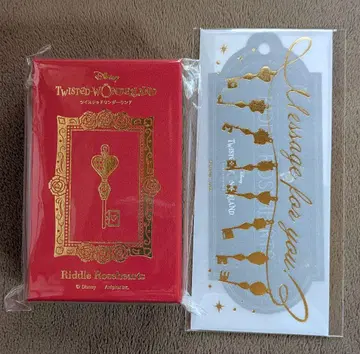 Disney
TWISTED-WONDERLAND
ツイステッドワンダーランド
Riddle Rosehearts
© Disney
Message for you!
Disney
TWISTED-WONDERLAND